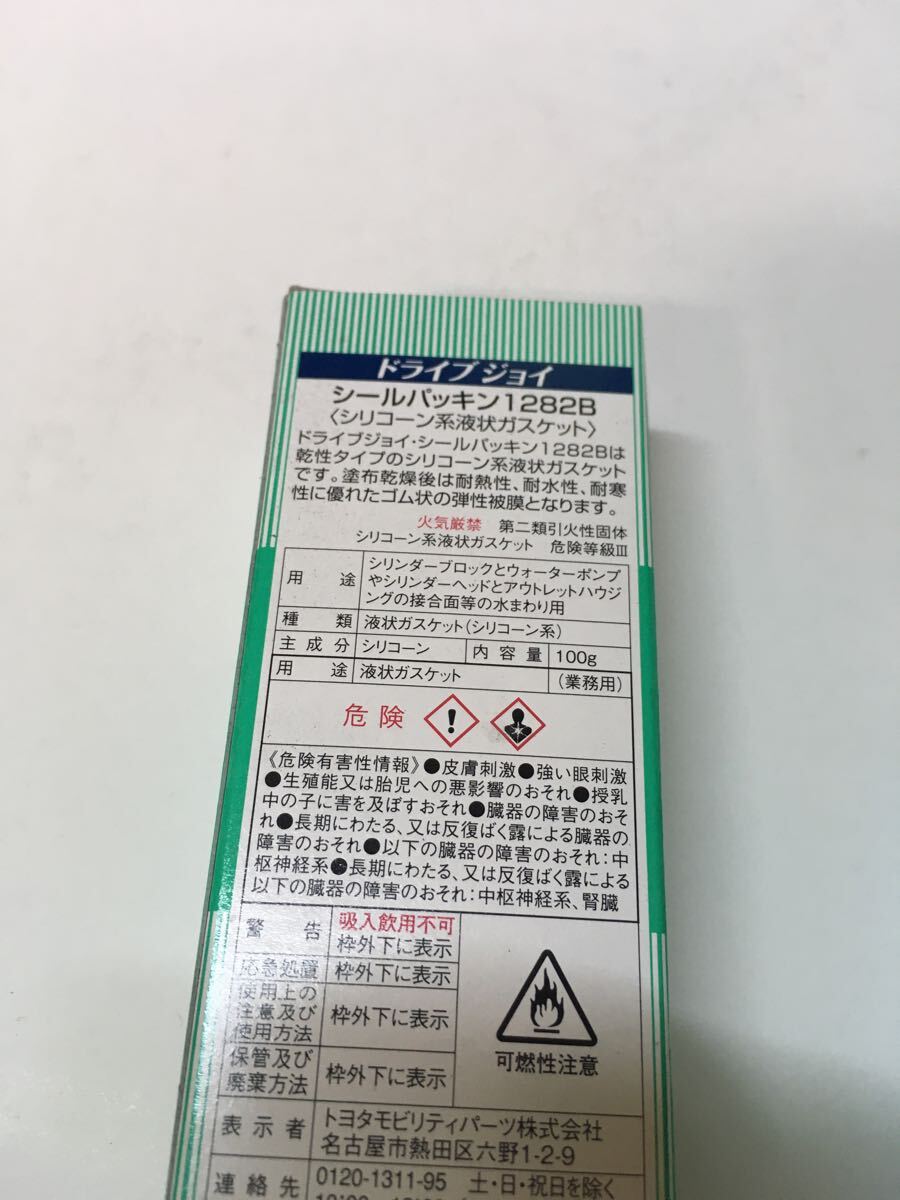 ドライブジョイ
シールパッキン1282B
〈シリコーン系液状ガスケット〉
ドライブジョイ・シールパッキン1282Bは
乾性タイプのシリコーン系液状ガスケット
です。塗布乾燥後は耐熱性、耐水性、耐寒
性に優れたゴム状の弾性被膜となります。
火気厳禁 第二類引火性固体
シリコーン系液状ガスケット 危険等級Ⅲ
用途 シリンダーブロックとウォーターポンプ
やシリンダーヘッドとアウトレットハウジ
ングの接合面等の水まわり用
種類 液状ガスケット(シリコーン系)
主成分 シリコーン 内容量 100g
用途 液状ガスケット (業務用)
危険
《危険有害性情報》●皮膚刺激●強い眼刺激
●生殖能又は胎児への悪影響のおそれ●授乳
中の子に害を及ぼすおそれ●臓器の障害のおそ
れ●長期にわたる、又は反復ばく露による臓器の
障害のおそれ●以下の臓器の障害のおそれ:中
枢神経系●長期にわたる、又は反復ばく露による
以下の臓器の障害のおそれ:中枢神経系、腎臓
警告 吸入飲用不可
枠外下に表示
応急処置 枠外下に表示
使用上の
注意及び
使用方法 枠外下に表示
保管及び
廃棄方法 枠外下に表示
可燃性注意
表示者 トヨタモビリティパーツ株式会社
名古屋市熱田区六野1-2-9
連絡先 0120-1311-95 土・日・祝日を除く